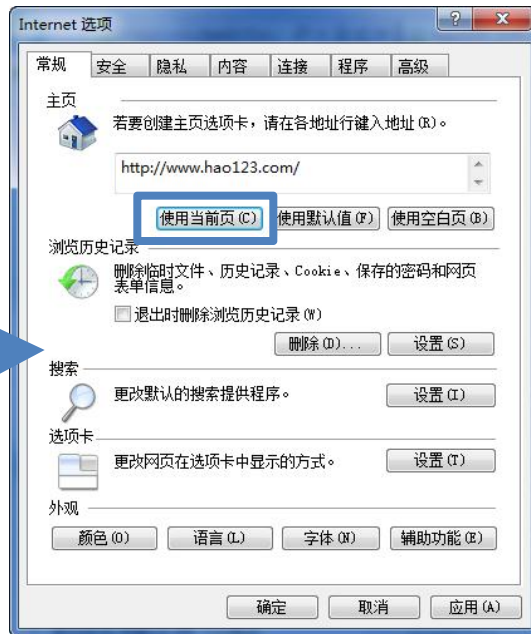 Internet 选项
常规 安全 隐私 内容 连接 程序 高级
主页
若要创建主页选项卡，请在各地址行键入地址(R)。
http://www.hao123.com/
使用当前页(C) 使用默认值(F) 使用空白页(B)
浏览历史记录
删除临时文件、历史记录、Cookie、保存的密码和网页
表单信息。
退出时删除浏览历史记录(W)
删除(D)... 设置(S)
搜索
更改默认的搜索提供程序。 设置(I)
选项卡
更改网页在选项卡中显示的方式。 设置(T)
外观
颜色(O) 语言(L) 字体(N) 辅助功能(E)
确定 取消 应用(A)